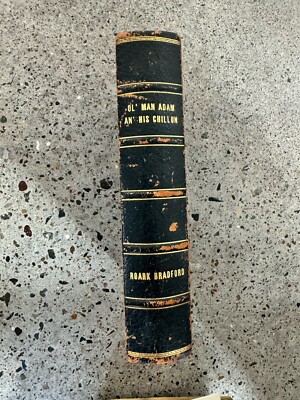 OL' MAN ADAM
AN' HIS CHILLUN
ROARK BRADFORD